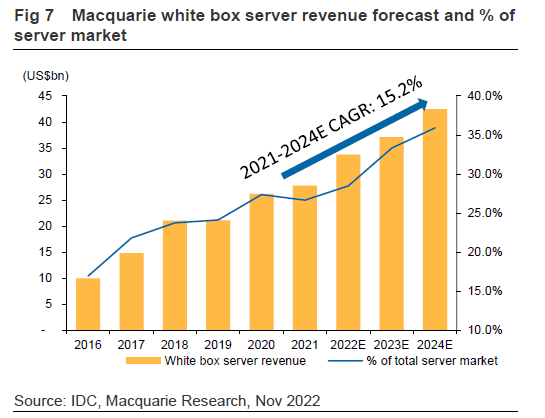 Fig 7 Macquarie white box server revenue forecast and % of
server market
(US$bn)
45
40
35
30
25
20
15
10
5
-
40.0%
35.0%
30.0%
25.0%
20.0%
15.0%
10.0%
2021-2024E CAGR: 15.2%
2016 2017 2018 2019 2020 2021 2022E 2023E 2024E
White box server revenue % of total server market
Source: IDC, Macquarie Research, Nov 2022